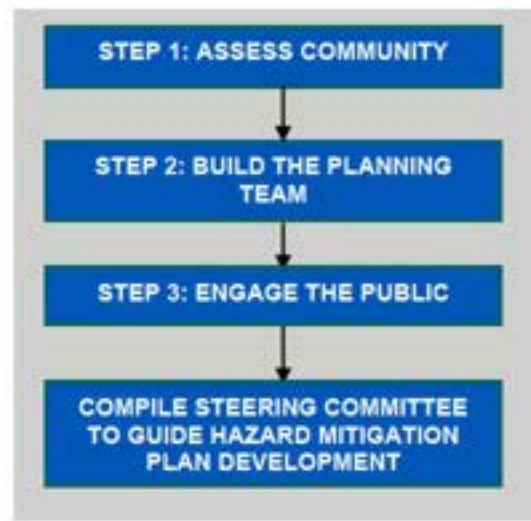 STEP 1: ASSESS COMMUNITY
STEP 2: BUILD THE PLANNING
TEAM
STEP 3: ENGAGE THE PUBLIC
COMPILE STEERING COMMITTEE
TO GUIDE HAZARD MITIGATION
PLAN DEVELOPMENT